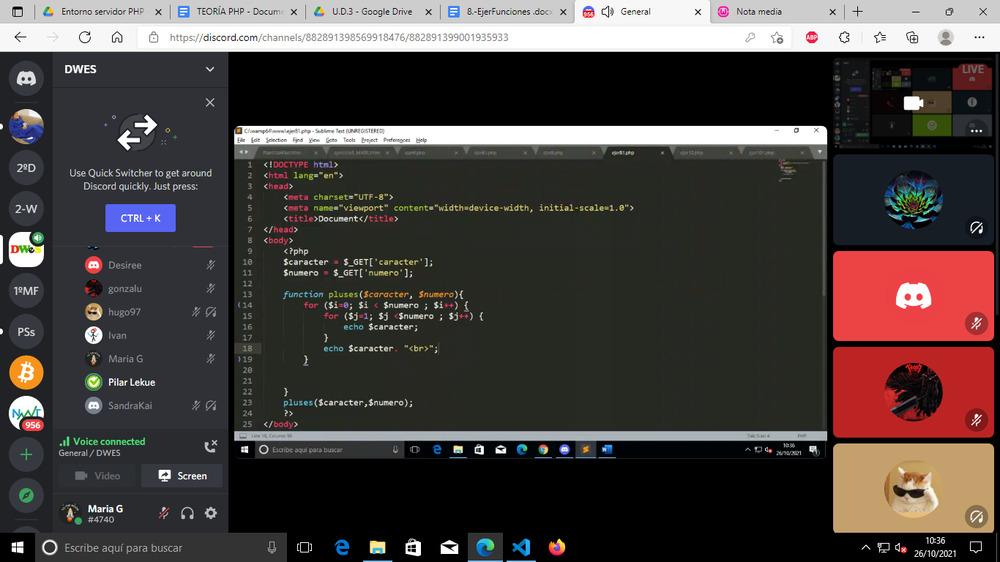 Entorno servidor PHP -
TEORÍA PHP - Docume
U.D.3 - Google Drive
8.-EjerFunciones .docx
956
General
Nota media
https://discord.com/channels/882891398569918476/882891399001935933
ABP
DWES
Use Quick Switcher to get around
Discord quickly. Just press:
CTRL + K
2ºD
2-W
DWeS
1ºMF
PSs
956
Desiree
gonzalu
hugo97
Ivan
Maria G
Pilar Lekue
SandraKai
Voice connected
General / DWES
Video
Screen
Maria G
#4740
C:\wamp64\www\ejer81.php - Sublime Text (UNREGISTERED)
File Edit Selection Find View Goto Tools Project Preferences Help
PlantillaMikel.htm
ejercicio5, MIKEL.html
ejer6.php
ejer61.php
ejer8.php
ejer81.php
ejer10.php
ejer101.php
1 <!DOCTYPE html>
2 <html lang="en">
3 <head>
4 <meta charset="UTF-8">
5 <meta name="viewport" content="width=device-width, initial-scale=1.0">
6 <title>Document</title>
7 </head>
8 <body>
9 <?php
10 $caracter = $_GET['caracter'];
11 $numero = $_GET['numero'];
12
13 function pluses($caracter, $numero){
14 for ($i=0; $i < $numero ; $i++) {
15 for ($j=1; $j <$numero ; $j++) {
16 echo $caracter;
17 }
18 echo $caracter. "<br>";
19 }
20
21
22 }
23 pluses($caracter,$numero);
24 ?>
25 </body>
Line 18, Column 38
Tab Size: 4
PHP
Escribe aquí para buscar
10:36
26/10/2021
LIVE
Escribe aquí para buscar
10:36
26/10/2021